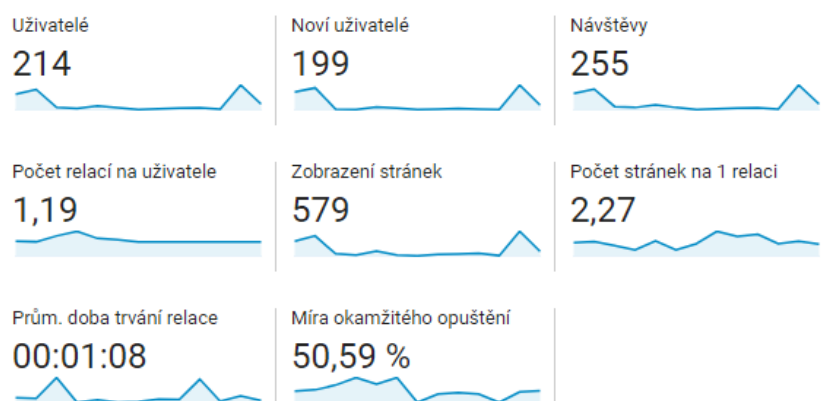 Uživatelé
214
Noví uživatelé
199
Návštěvy
255
Počet relací na uživatele
1,19
Zobrazení stránek
579
Počet stránek na 1 relaci
2,27
Prům. doba trvání relace
00:01:08
Míra okamžitého opuštění
50,59 %